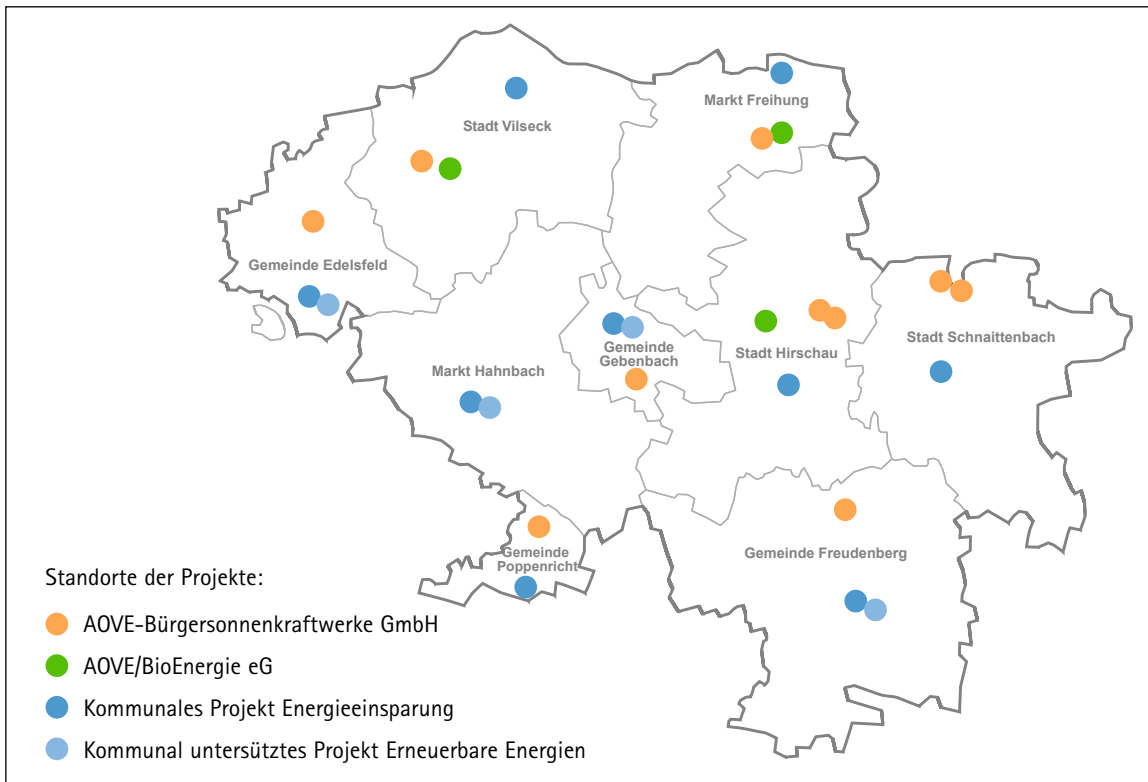 Markt Freihung
Stadt Vilseck
Gemeinde Edelsfeld
Stadt Schnaittenbach
Gemeinde
Gebenbach
Stadt Hirschau
Markt Hahnbach
Gemeinde
Poppenricht
Gemeinde Freudenberg
Standorte der Projekte:
AOVE-Bürgersonnenkraftwerke GmbH
AOVE/BioEnergie eG
Kommunales Projekt Energieeinsparung
Kommunal untersütztes Projekt Erneuerbare Energien